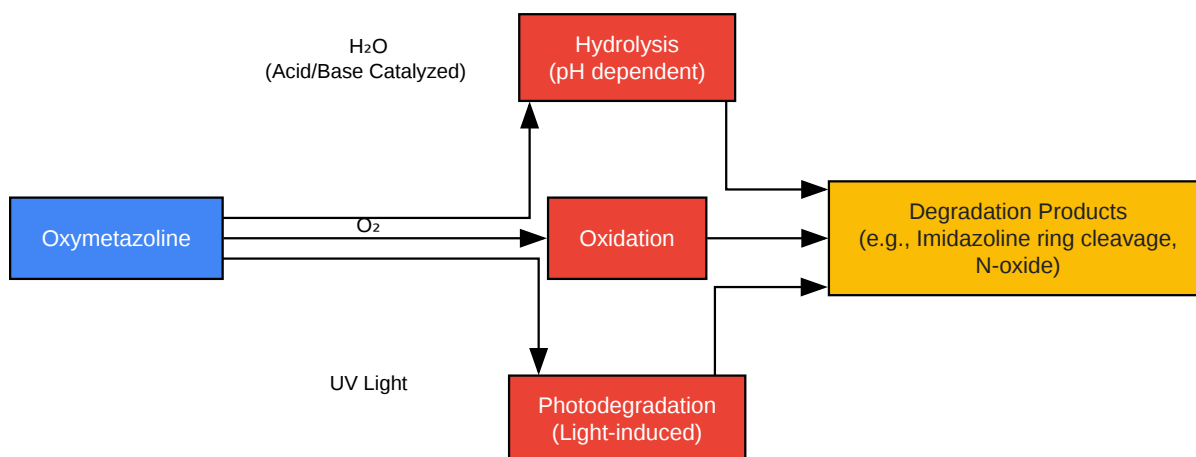 H₂O
(Acid/Base Catalyzed)
Hydrolysis
(pH dependent)
Oxymetazoline
O₂
Oxidation
Degradation Products
(e.g., Imidazoline ring cleavage,
N-oxide)
UV Light
Photodegradation
(Light-induced)